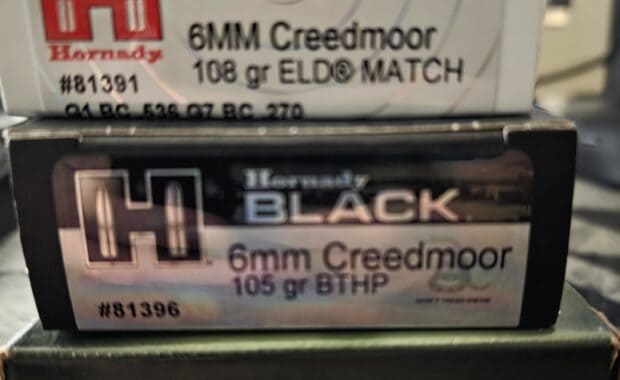 H
Hornady
6MM Creedmoor
108 gr ELD® MATCH
#81391
G1 BC .536 G7 BC .270
H
Hornady
BLACK
6mm Creedmoor
105 gr BTHP
#81396